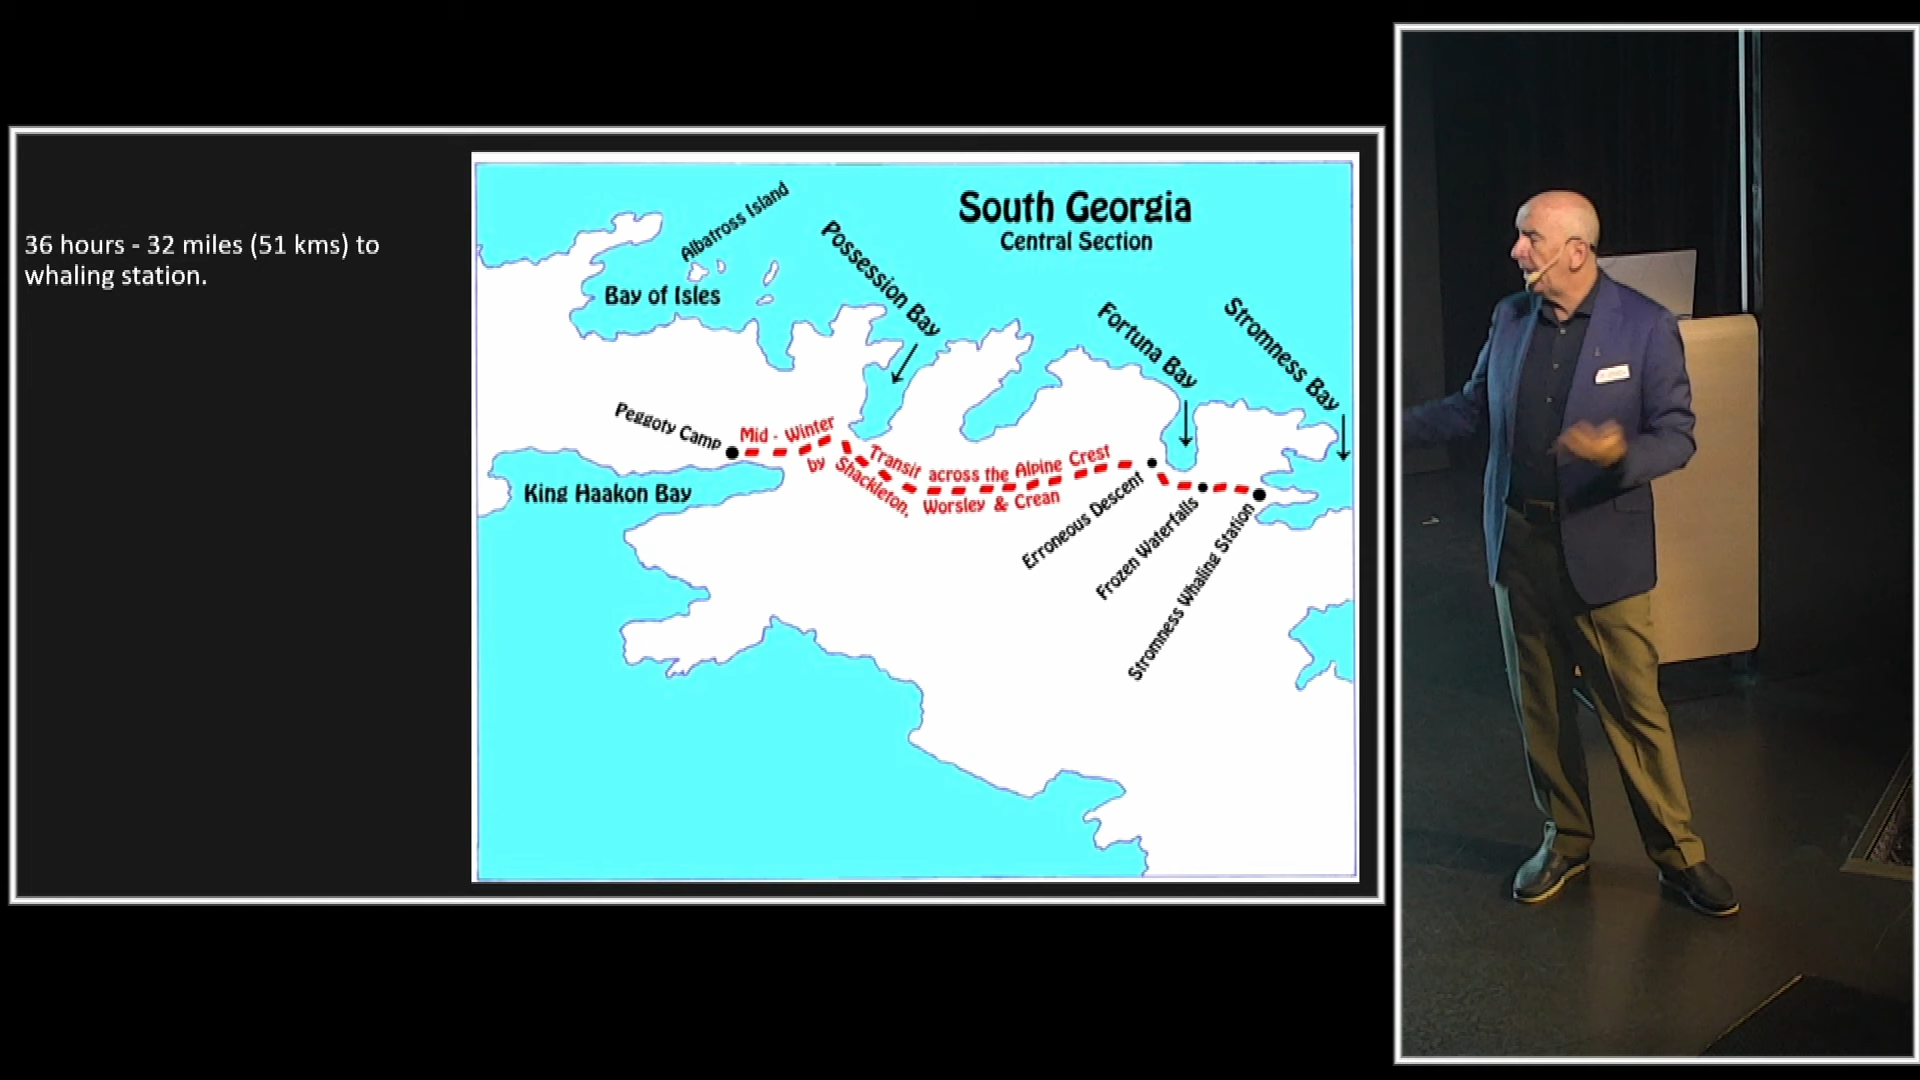 36 hours - 32 miles (51 kms) to
whaling station.
South Georgia
Central Section
Albatross Island
Possession Bay
Bay of Isles
Fortuna Bay
Stromness Bay
Peggoty Camp
Mid - Winter
Transit across the Alpine Crest
by Shackleton, Worsley & Crean
King Haakon Bay
Erroneous Descent
Frozen Waterfalls
Stromness Whaling Station